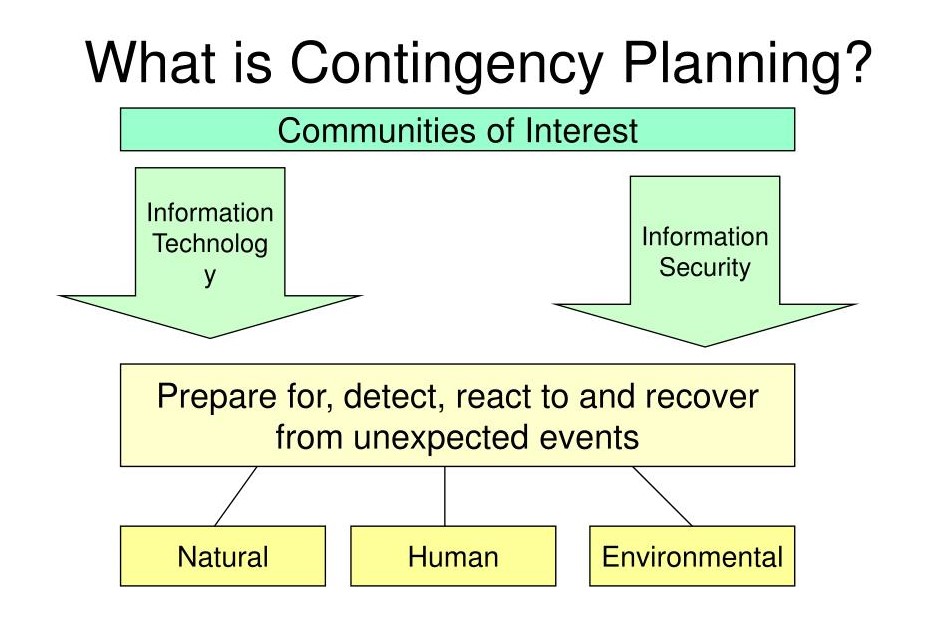 What is Contingency Planning?
Communities of Interest
Information
Technolog
y
Information
Security
Prepare for, detect, react to and recover
from unexpected events
Natural
Human
Environmental